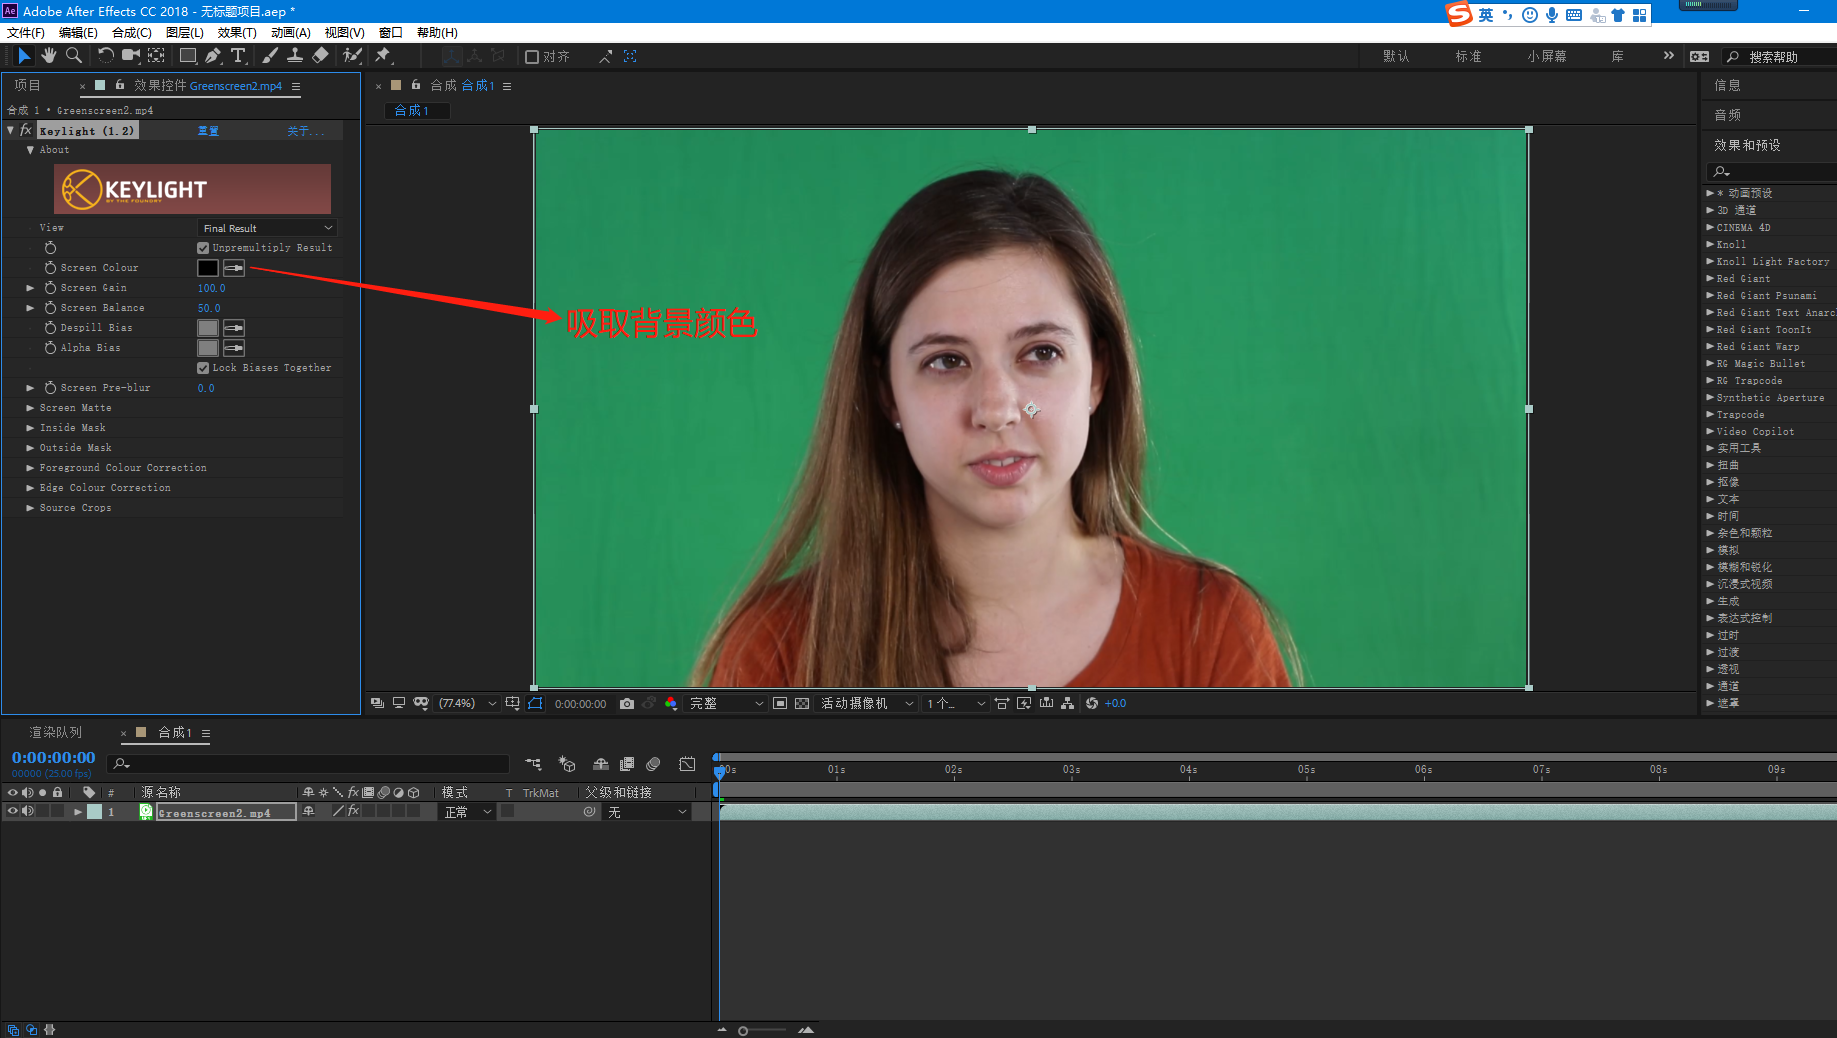 Ae Adobe After Effects CC 2018 - 无标题项目.aep *
英
文件(F) 编辑(E) 合成(C) 图层(L) 效果(T) 动画(A) 视图(V) 窗口 帮助(H)
对齐 默认 标准 小屏幕 库 搜索帮助
项目 效果控件 Greenscreen2.mp4
合成 1 • Greenscreen2.mp4
fx Keylight (1.2) 重置 关于...
About
KEYLIGHT
BY THE FOUNDRY
View Final Result
Unpremultiply Result
Screen Colour
Screen Gain 100.0
Screen Balance 50.0
Despill Bias
Alpha Bias
Lock Biases Together
Screen Pre-blur 0.0
Screen Matte
Inside Mask
Outside Mask
Foreground Colour Correction
Edge Colour Correction
Source Crops
合成 合成1
合成1
吸取背景颜色
(77.4%) 0:00:00:00 完整 活动摄像机 1个... +0.0
信息
音频
效果和预设
* 动画预设
3D 通道
CINEMA 4D
Knoll
Knoll Light Factory
Red Giant
Red Giant Psunami
Red Giant Text Anarc
Red Giant ToonIt
Red Giant Warp
RG Magic Bullet
RG Trapcode
Synthetic Aperture
Trapcode
Video Copilot
实用工具
扭曲
抠像
文本
时间
杂色和颗粒
模拟
模糊和锐化
沉浸式视频
生成
表达式控制
过时
过渡
透视
通道
遮罩
渲染队列 合成1
0:00:00:00
00000 (25.00 fps)
:00s 01s 02s 03s 04s 05s 06s 07s 08s 09s
# 源名称 fx 模式 T TrkMat 父级和链接
1 Greenscreen2.mp4 fx 正常 无